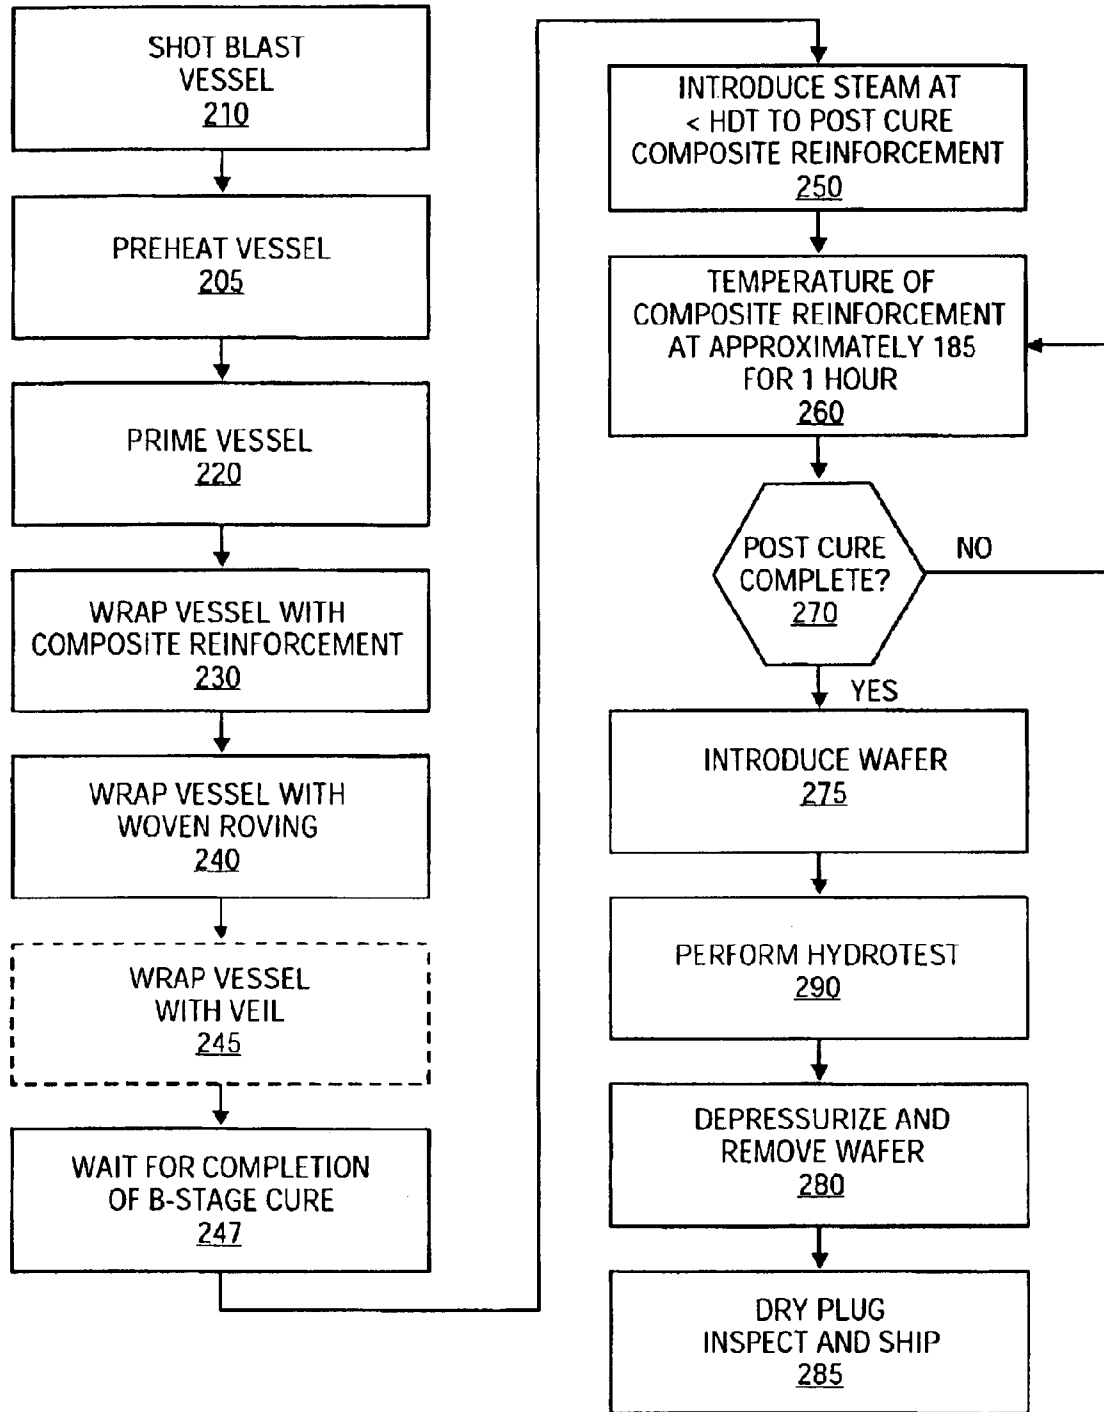 SHOT BLAST
VESSEL
210
PREHEAT VESSEL
205
PRIME VESSEL
220
WRAP VESSEL WITH
COMPOSITE REINFORCEMENT
230
WRAP VESSEL WITH
WOVEN ROVING
240
WRAP VESSEL
WITH VEIL
245
WAIT FOR COMPLETION
OF B-STAGE CURE
247
INTRODUCE STEAM AT
< HDT TO POST CURE
COMPOSITE REINFORCEMENT
250
TEMPERATURE OF
COMPOSITE REINFORCEMENT
AT APPROXIMATELY 185
FOR 1 HOUR
260
POST CURE
COMPLETE?
270
NO
YES
INTRODUCE WAFER
275
PERFORM HYDROTEST
290
DEPRESSURIZE AND
REMOVE WAFER
280
DRY PLUG
INSPECT AND SHIP
285